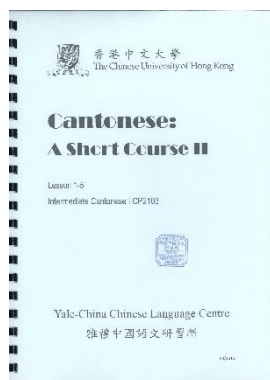 香港中文大學
The Chinese University of Hong Kong
Cantonese:
A Short Course II
Lesson 1-6
Intermediate Cantonese I CP2103
Yale-China Chinese Language Centre
雅禮中國語文研習所